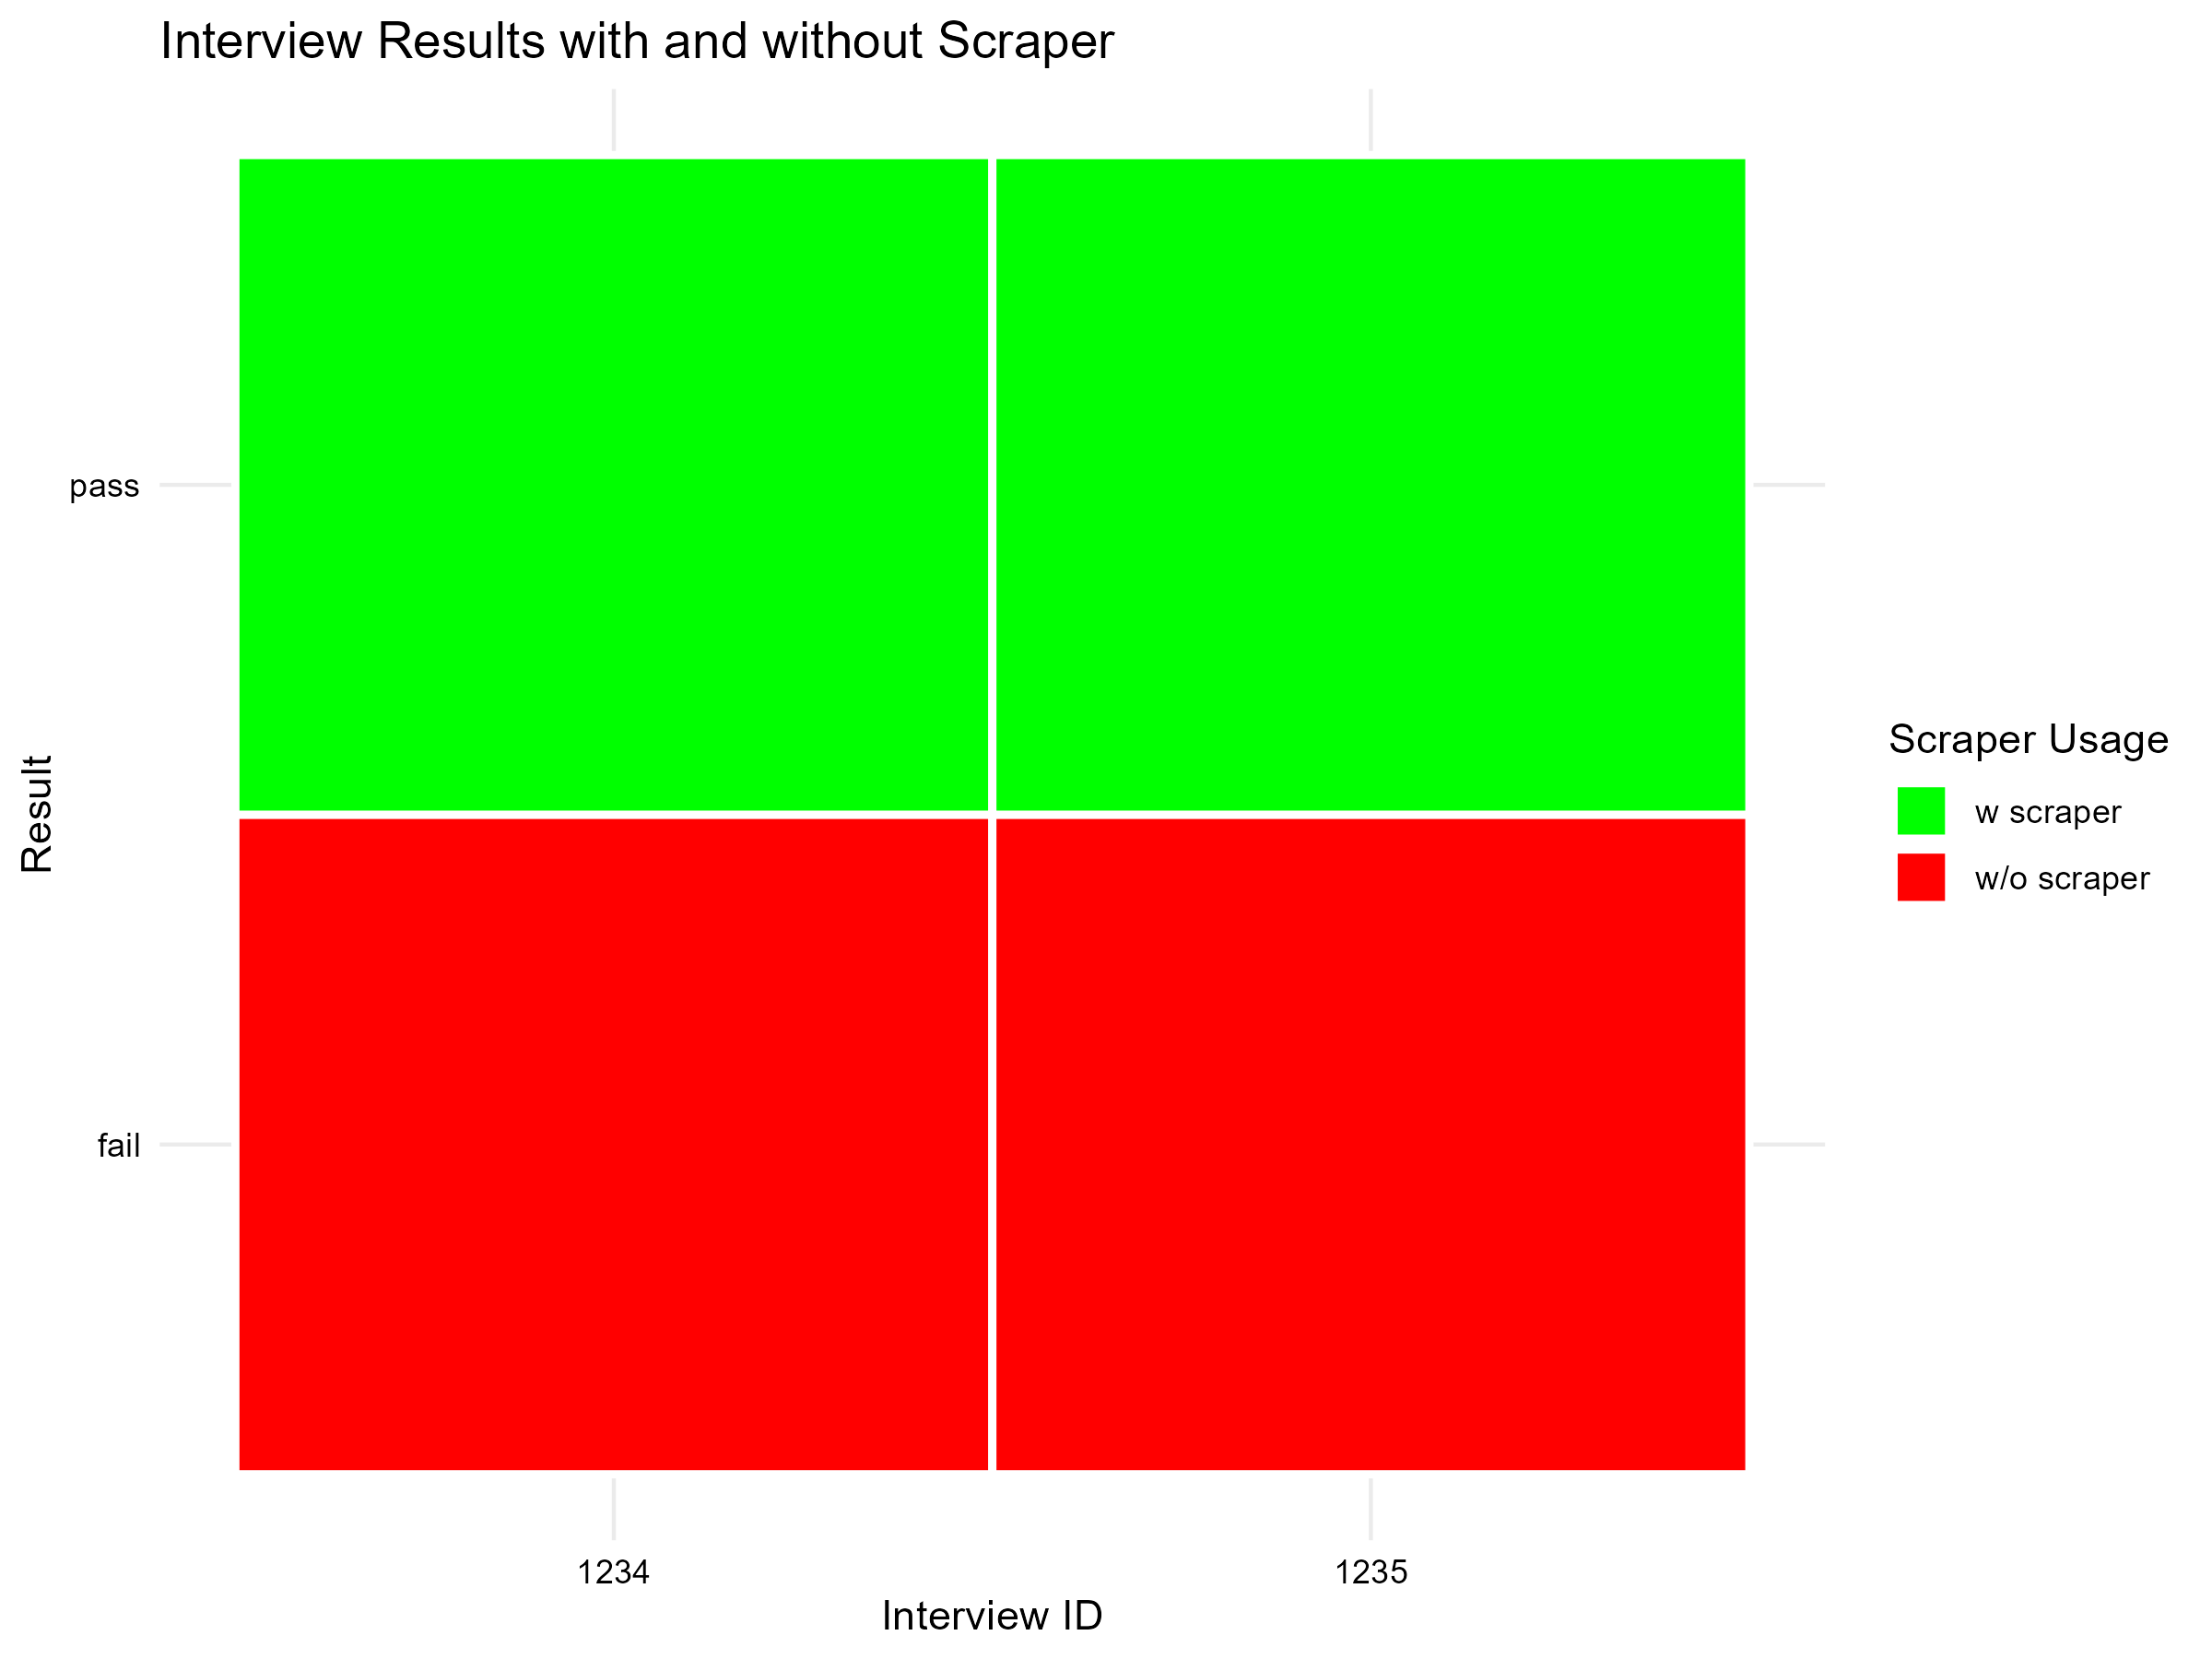 Interview Results with and without Scraper
pass
fail
Result
1234
1235
Interview ID
Scraper Usage
w scraper
w/o scraper